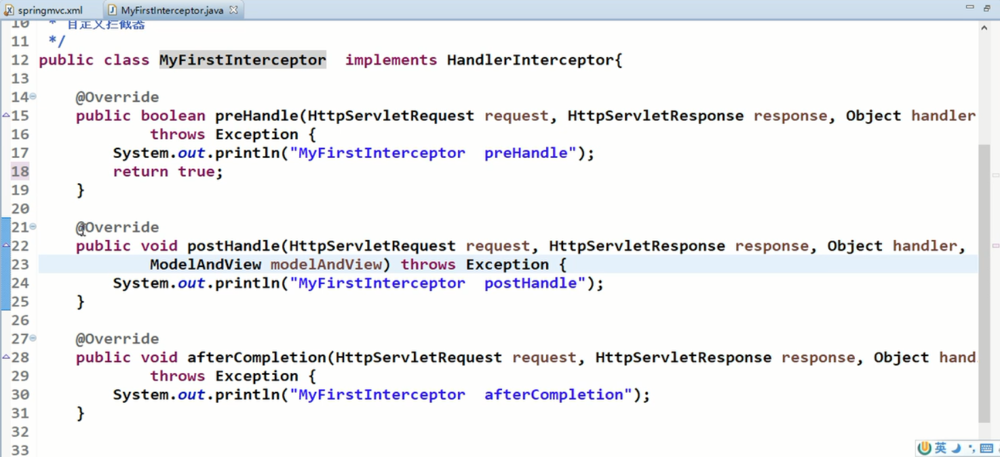 springmvc.xml MyFirstInterceptor.java
10 * 自定义拦截器
11 */
12 public class MyFirstInterceptor implements HandlerInterceptor{
13
14 @Override
15 public boolean preHandle(HttpServletRequest request, HttpServletResponse response, Object handler
16 throws Exception {
17 System.out.println("MyFirstInterceptor preHandle");
18 return true;
19 }
20
21 @Override
22 public void postHandle(HttpServletRequest request, HttpServletResponse response, Object handler,
23 ModelAndView modelAndView) throws Exception {
24 System.out.println("MyFirstInterceptor postHandle");
25 }
26
27 @Override
28 public void afterCompletion(HttpServletRequest request, HttpServletResponse response, Object hand
29 throws Exception {
30 System.out.println("MyFirstInterceptor afterCompletion");
31 }
32
33
英